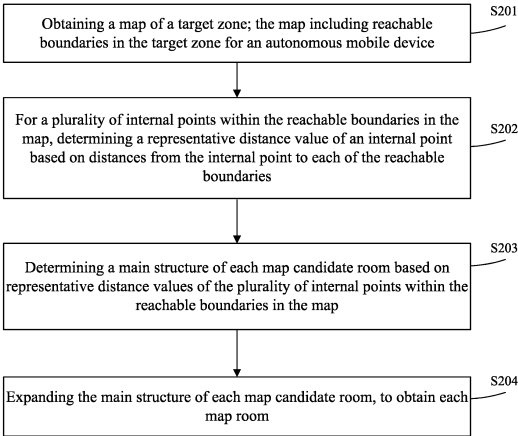 Obtaining a map of a target zone; the map including reachable
boundaries in the target zone for an autonomous mobile device
S201
For a plurality of internal points within the reachable boundaries in the
map, determining a representative distance value of an internal point
based on distances from the internal point to each of the reachable
boundaries
S202
Determining a main structure of each map candidate room based on
representative distance values of the plurality of internal points within the
reachable boundaries in the map
S203
Expanding the main structure of each map candidate room, to obtain each
map room
S204